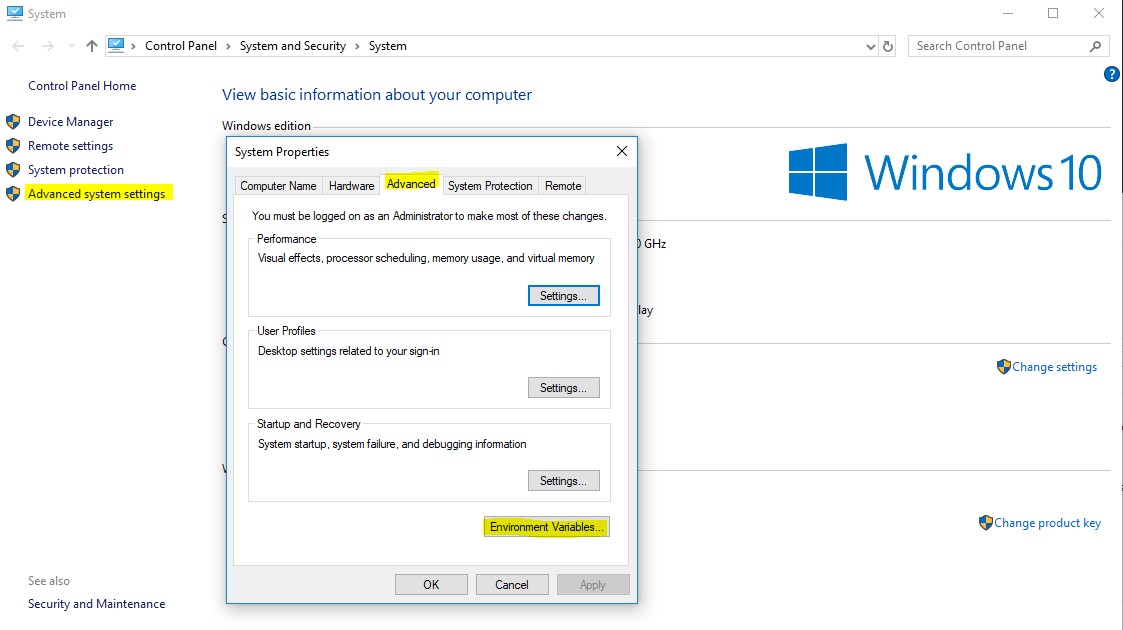 System
Control Panel > System and Security > System
Search Control Panel
?
Control Panel Home
Device Manager
Remote settings
System protection
Advanced system settings
See also
Security and Maintenance
View basic information about your computer
Windows edition
Windows 10
GHz
lay
Change settings
Change product key
System Properties
Computer Name
Hardware
Advanced
System Protection
Remote
You must be logged on as an Administrator to make most of these changes.
Performance
Visual effects, processor scheduling, memory usage, and virtual memory
Settings...
User Profiles
Desktop settings related to your sign-in
Settings...
Startup and Recovery
System startup, system failure, and debugging information
Settings...
Environment Variables...
OK
Cancel
Apply